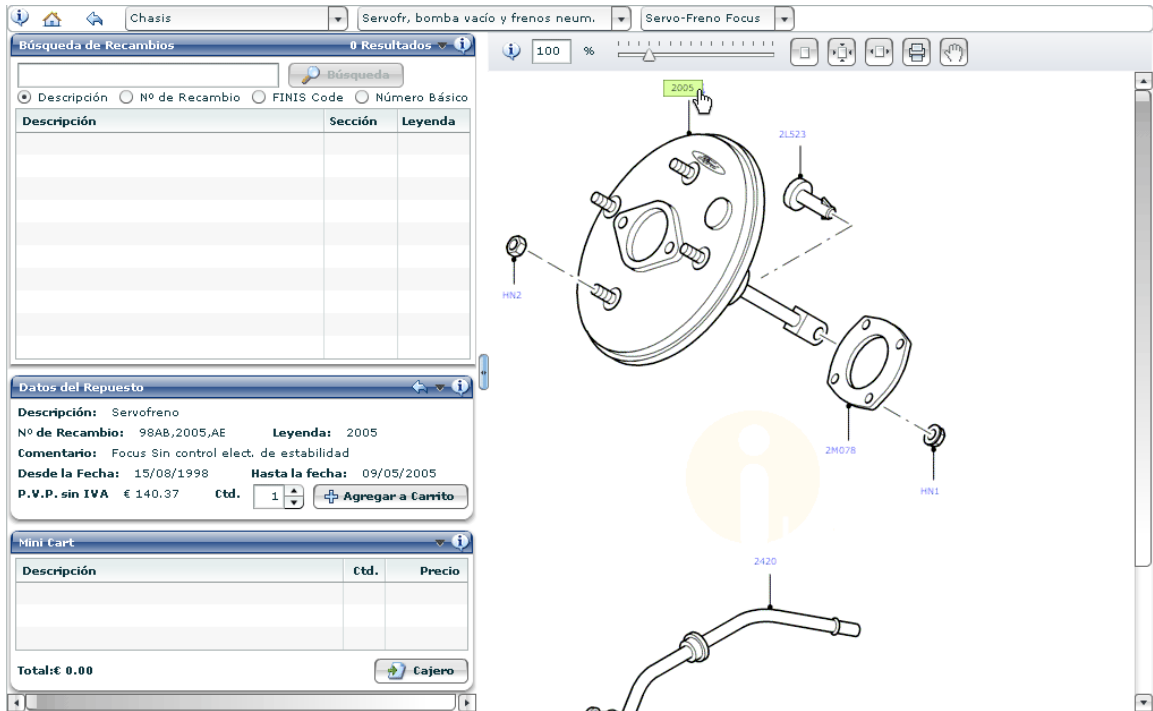 Chasis
Servofr, bomba vacío y frenos neum.
Servo-Freno Focus
Búsqueda de Recambios
0 Resultados
Búsqueda
Descripción
Nº de Recambio
FINIS Code
Número Básico
Descripción
Sección
Leyenda
Datos del Repuesto
Descripción: Servofreno
Nº de Recambio: 98AB,2005,AE
Leyenda: 2005
Comentario: Focus Sin control elect. de estabilidad
Desde la Fecha: 15/08/1998
Hasta la fecha: 09/05/2005
P.V.P. sin IVA € 140.37
Ctd. 1
Agregar a Carrito
Mini Cart
Descripción
Ctd.
Precio
Total:€ 0.00
Cajero
100 %
2005
2L523
HN2
2M078
HN1
2420
Ford